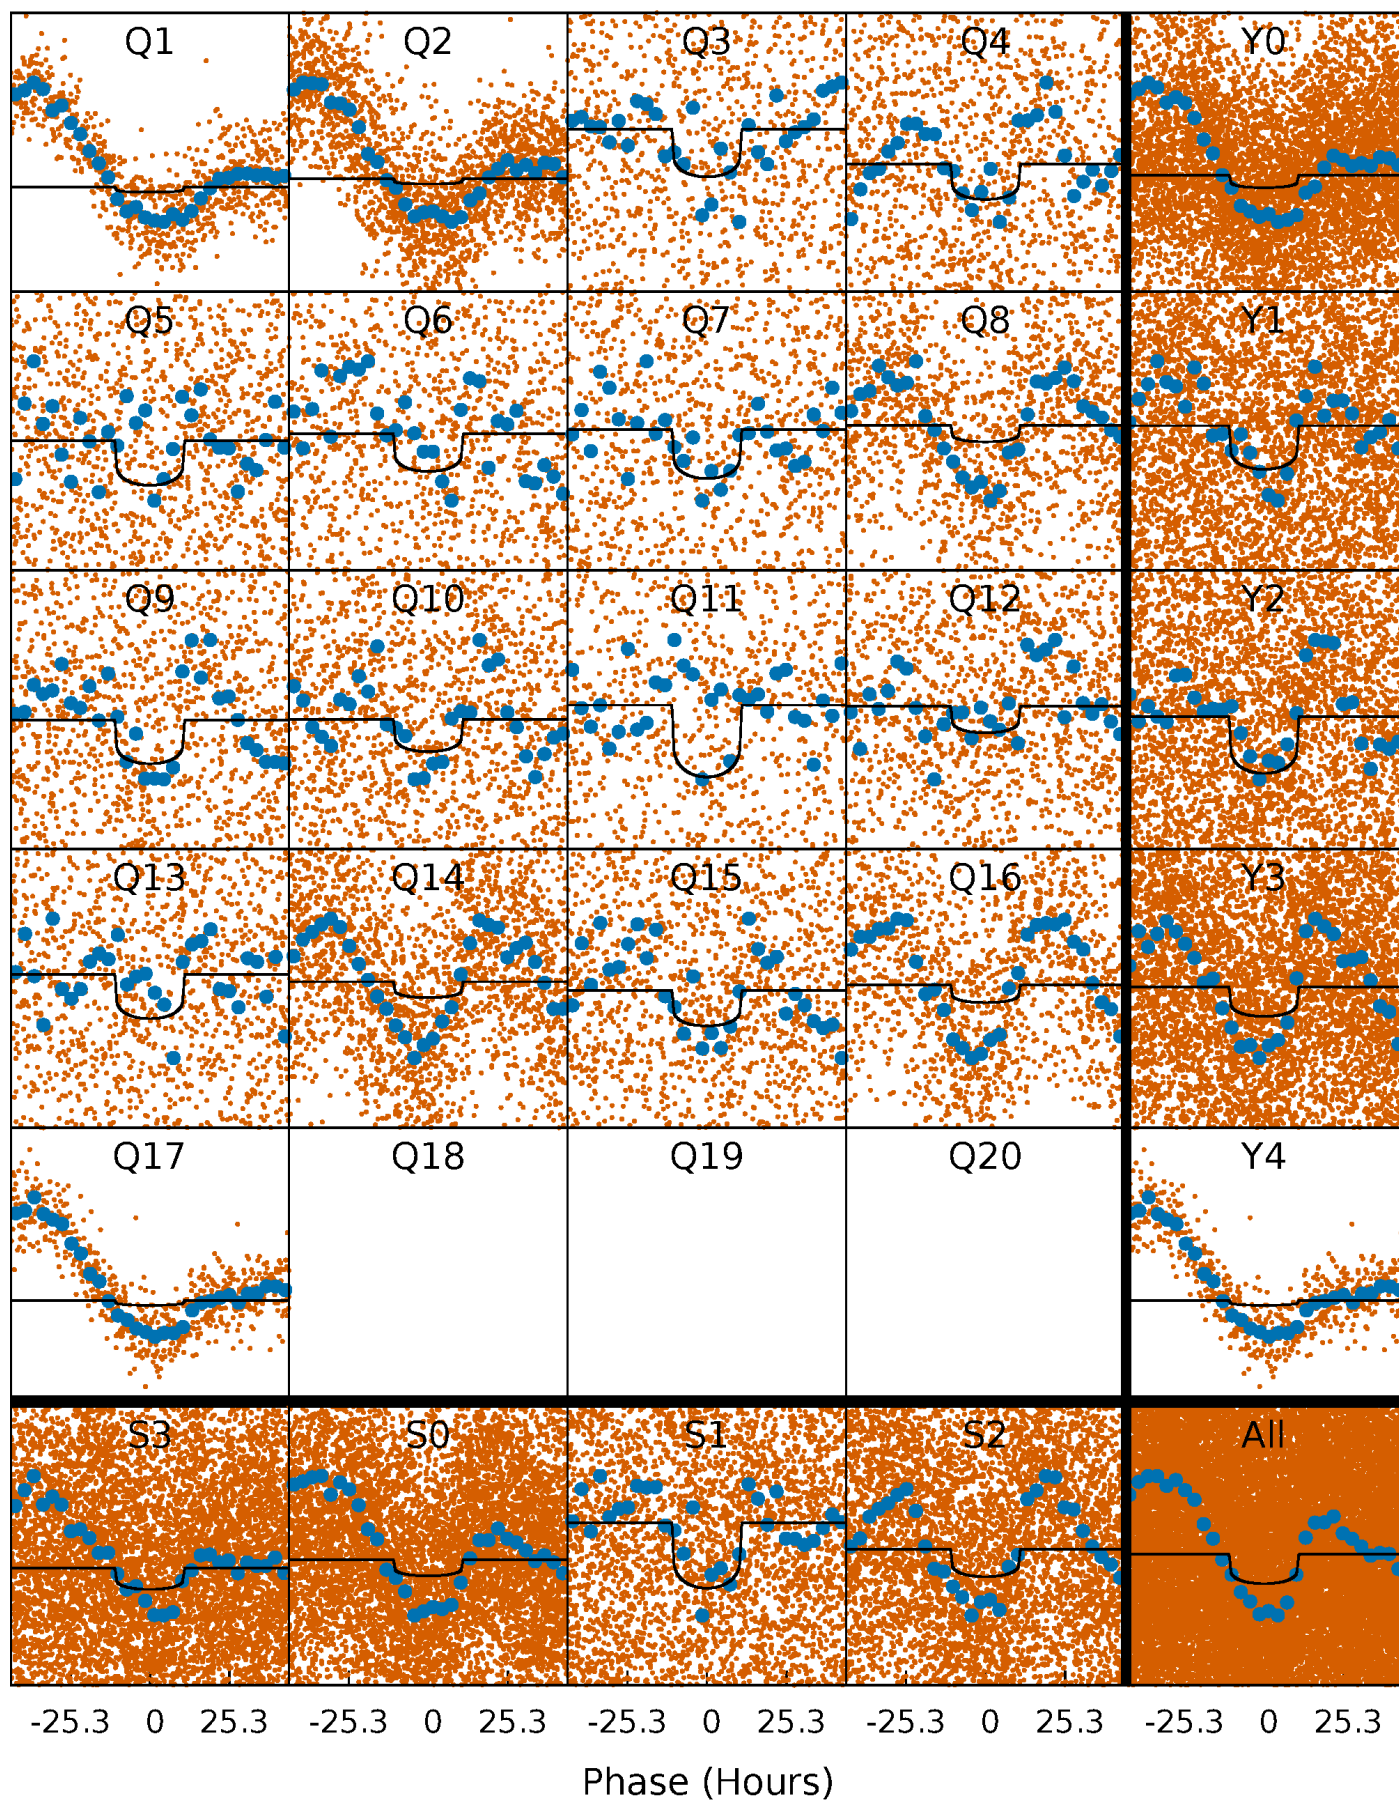 Q1 Q2 Q3 Q4 Y0
Q5 Q6 Q7 Q8 Y1
Q9 Q10 Q11 Q12 Y2
Q13 Q14 Q15 Q16 Y3
Q17 Q18 Q19 Q20 Y4
S3 S0 S1 S2 All
-25.3 0 25.3 -25.3 0 25.3 -25.3 0 25.3 -25.3 0 25.3 -25.3 0 25.3
Phase (Hours)